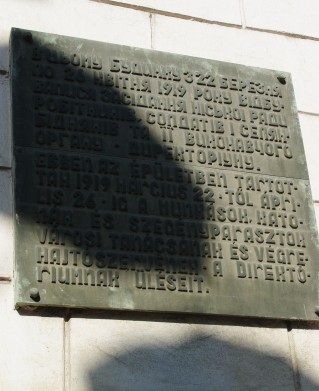 У ЦЬОМУ БУДИНКУ З 22 БЕРЕЗНЯ
ПО 26 КВІТНЯ 1919 РОКУ ВІДБУ-
ЗАСІДАННЯ МІСЬКОЇ РАДИ
РОБІТНИЧИХ, СОЛДАТІВ І СЕЛЯН
ТА ЇЇ ВИКОНАВЧОГО
ОРГАНУ - ДИРЕКТОРІУМУ.
EBBEN AZ ÉPÜLETBEN TARTOT-
TÁK 1919 MÁRCIUS 22-TŐL ÁPRI-
LIS 26-IG A MUNKÁSOK, KATO-
NÁK ÉS SZEGÉNYPARASZTOK
VÁROSI TANÁCSÁNAK ÉS VÉGRE-
HAJTÓSZERVÉNEK A DIREKTÓ-
RIUMNAK ÜLÉSEIT.